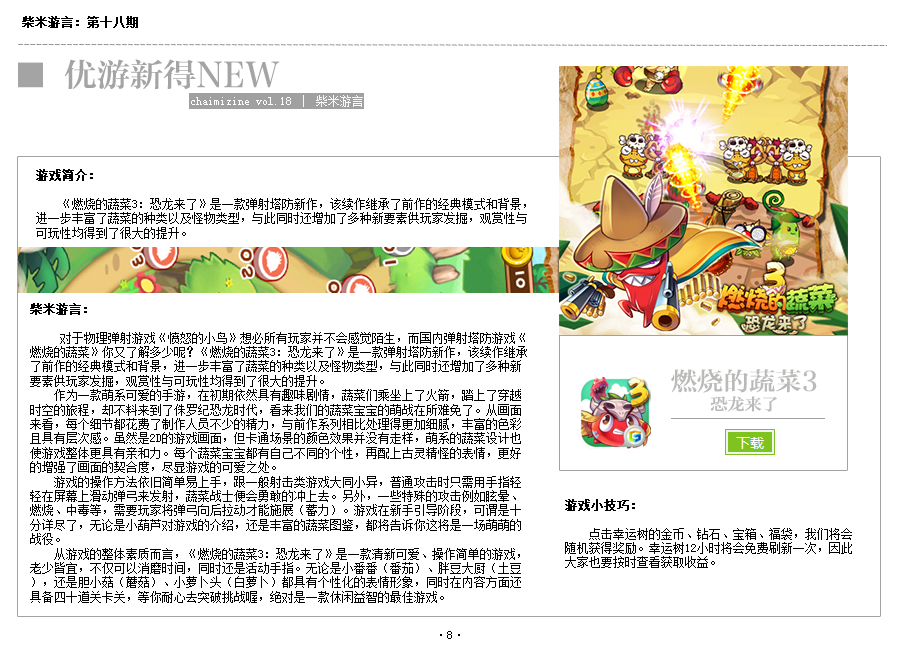 柴米游言：第十八期
优游新得NEW
chaimizine vol.18 | 柴米游言
游戏简介：
《燃烧的蔬菜3：恐龙来了》是一款弹射塔防新作，该续作继承了前作的经典模式和背景，
进一步丰富了蔬菜的种类以及怪物类型，与此同时还增加了多种新要素供玩家发掘，观赏性与
可玩性均得到了很大的提升。
柴米游言：
对于物理弹射游戏《愤怒的小鸟》想必所有玩家并不会感觉陌生，而国内弹射塔防游戏《
燃烧的蔬菜》你又了解多少呢？《燃烧的蔬菜3：恐龙来了》是一款弹射塔防新作，该续作继承
了前作的经典模式和背景，进一步丰富了蔬菜的种类以及怪物类型，与此同时还增加了多种新
要素供玩家发掘，观赏性与可玩性均得到了很大的提升。
作为一款萌系可爱的手游，在初期依然具有趣味剧情，蔬菜们乘坐上了火箭，踏上了穿越
时空的旅程，却不料来到了侏罗纪恐龙时代，看来我们的蔬菜宝宝的萌战在所难免了。从画面
来看，每个细节都花费了制作人员不少的精力，与前作系列相比处理得更加细腻，丰富的色彩
且具有层次感。虽然是2D的游戏画面，但卡通场景的颜色效果并没有走样，萌系的蔬菜设计也
使游戏整体更具有亲和力。每个蔬菜宝宝都有自己不同的个性，再配上古灵精怪的表情，更好
的增强了画面的契合度，尽显游戏的可爱之处。
游戏的操作方法依旧简单易上手，跟一般射击类游戏大同小异，普通攻击时只需用手指轻
轻在屏幕上滑动弹弓来发射，蔬菜战士便会勇敢的冲上去。另外，一些特殊的攻击例如眩晕、
燃烧、中毒等，需要玩家将弹弓向后拉动才能施展（蓄力）。游戏在新手引导阶段，可谓是十
分详尽了，无论是小葫芦对游戏的介绍，还是丰富的蔬菜图鉴，都将告诉你这将是一场萌萌的
战役。
从游戏的整体素质而言，《燃烧的蔬菜3：恐龙来了》是一款清新可爱、操作简单的游戏，
老少皆宜，不仅可以消磨时间，同时还是活动手指。无论是小番番（番茄）、胖豆大厨（土豆
），还是胆小菇（蘑菇）、小萝卜头（白萝卜）都具有个性化的表情形象，同时在内容方面还
具备四十道关卡关，等你耐心去突破挑战喔，绝对是一款休闲益智的最佳游戏。
3
燃烧的蔬菜
恐龙来了
3
燃烧的蔬菜3
恐龙来了
下载
游戏小技巧：
点击幸运树的金币、钻石、宝箱、福袋，我们将会
随机获得奖励。幸运树12小时将会免费刷新一次，因此
大家也要按时查看获取收益。
·8·